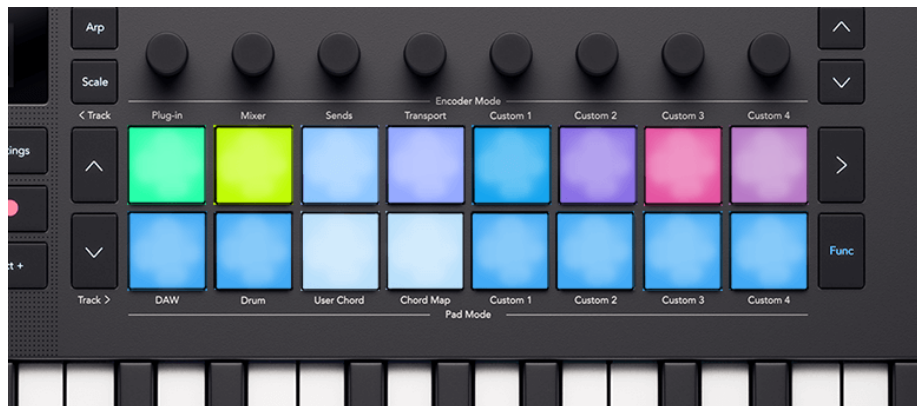 Arp
Scale
Encoder Mode
< Track Plug-in Mixer Sends Transport Custom 1 Custom 2 Custom 3 Custom 4
Func
Track > DAW Drum User Chord Chord Map Custom 1 Custom 2 Custom 3 Custom 4
Pad Mode